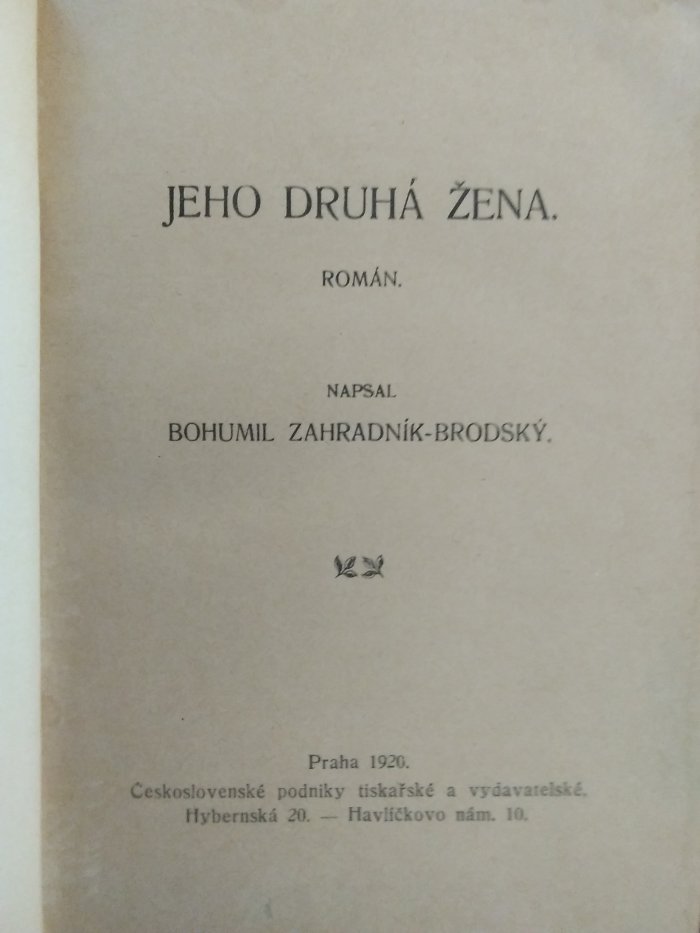 JEHO DRUHÁ ŽENA.
ROMÁN.
NAPSAL
BOHUMIL ZAHRADNÍK-BRODSKÝ.
Praha 1920.
Československé podniky tiskařské a vydavatelské.
Hybernská 20. — Havlíčkovo nám. 10.